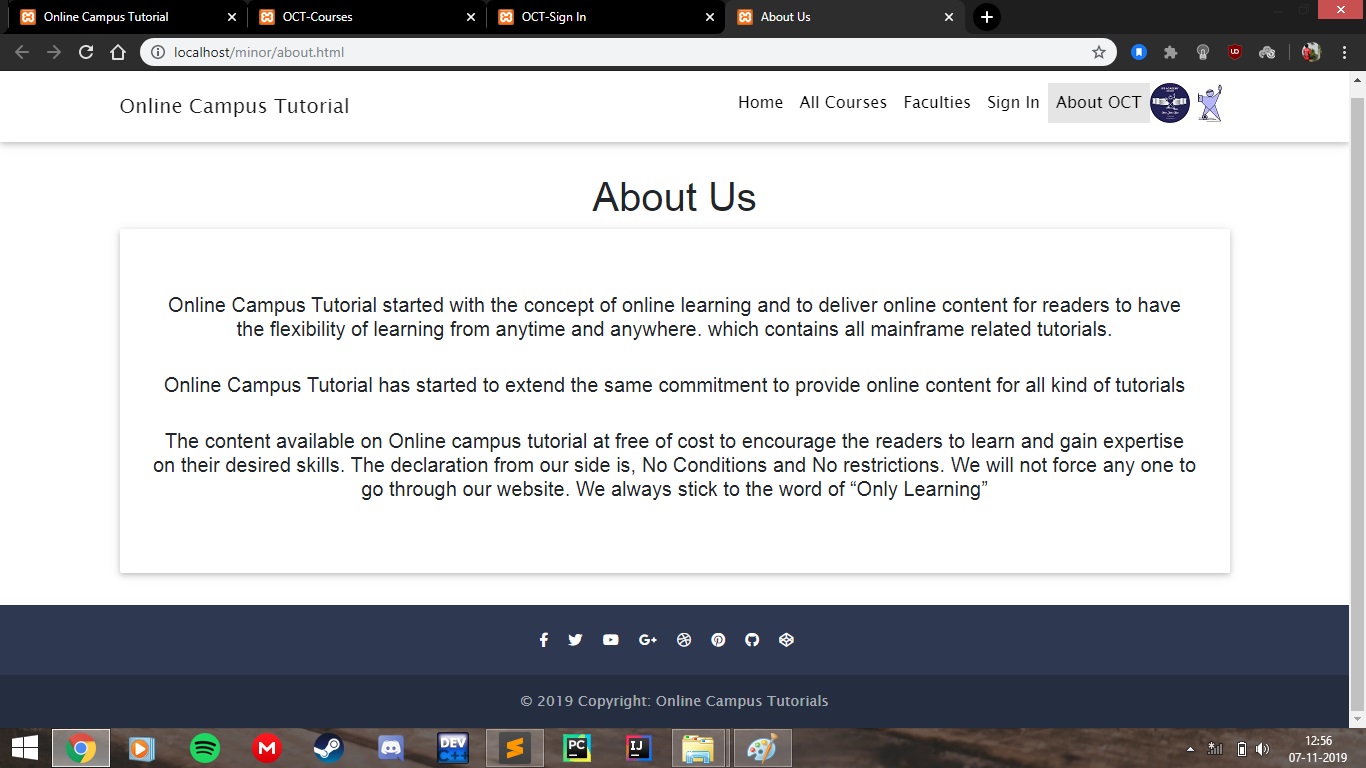 Online Campus Tutorial
OCT-Courses
OCT-Sign In
About Us
localhost/minor/about.html
Online Campus Tutorial
Home
All Courses
Faculties
Sign In
About OCT
About Us
Online Campus Tutorial started with the concept of online learning and to deliver online content for readers to have
the flexibility of learning from anytime and anywhere. which contains all mainframe related tutorials.
Online Campus Tutorial has started to extend the same commitment to provide online content for all kind of tutorials
The content available on Online campus tutorial at free of cost to encourage the readers to learn and gain expertise
on their desired skills. The declaration from our side is, No Conditions and No restrictions. We will not force any one to
go through our website. We always stick to the word of “Only Learning”
© 2019 Copyright: Online Campus Tutorials
DEV
C++
PC
IJ
12:56
07-11-2019